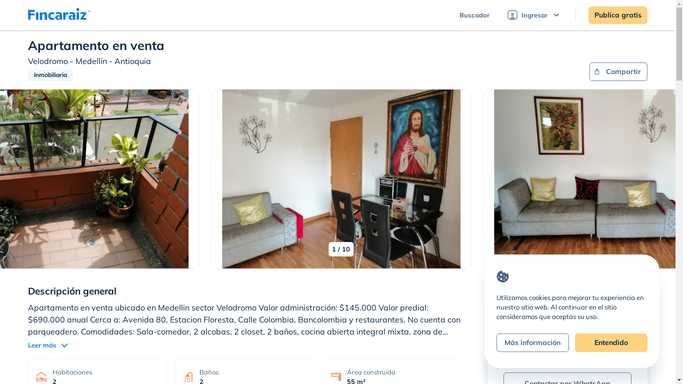 Fincaraiz
Buscador
Ingresar
Publica gratis
Apartamento en venta
Velodromo - Medellín - Antioquia
Inmobiliaria
Compartir
1 / 10
Descripción general
Apartamento en venta ubicado en Medellin sector Velodromo Valor administración: $145.000 Valor predial:
$690.000 anual Cerca a: Avenida 80, Estacion Floresta, Calle Colombia, Bancolombia y restaurantes. No cuenta con
parqueadero. Comodidades: Sala-comedor, 2 alcobas, 2 closet, 2 baños, cocina abierta integral mixta, zona de...
Leer más
Habitaciones
2
Baños
2
Área construida
55 m²
Utilizamos cookies para mejorar tu experiencia en
nuestro sitio web. Al continuar en el sitio
consideramos que aceptas su uso.
Más información
Entendido
Contactar por WhatsApp